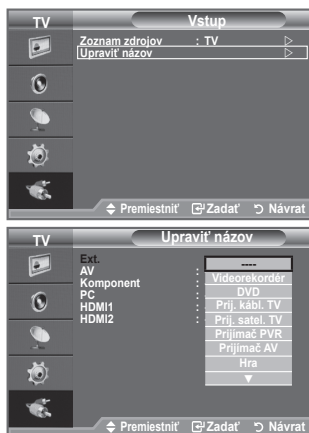 TV Vstup
Zoznam zdrojov : TV
Upraviť názov
Premiestniť Zadať Návrat
TV Upraviť názov
Ext.
AV :
Komponent :
PC :
HDMI1 :
HDMI2 :
----
Videorekordér
DVD
Prij. kábl. TV
Prij. satel. TV
Prijímač PVR
Prijímač AV
Hra
▼
Premiestniť Zadať Návrat